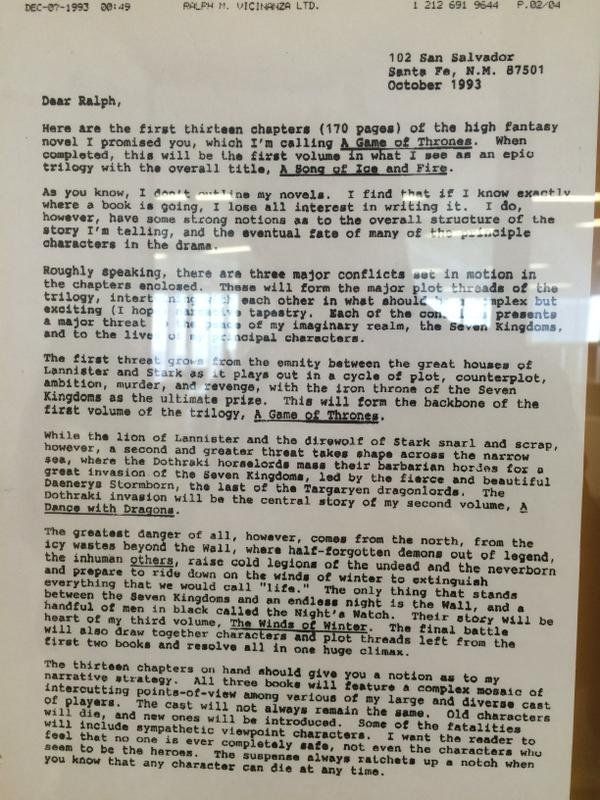 DEC-07-1993 00:49 RALPH M. VICINANZA LTD. 1 212 691 9644 P.02/04
102 San Salvador
Santa Fe, N.M. 87501
October 1993
Dear Ralph,
Here are the first thirteen chapters (170 pages) of the high fantasy
novel I promised you, which I'm calling A Game of Thrones. When
completed, this will be the first volume in what I see as an epic
trilogy with the overall title, A Song of Ice and Fire.
As you know, I don't outline my novels. I find that if I know exactly
where a book is going, I lose all interest in writing it. I do,
however, have some strong notions as to the overall structure of the
story I'm telling, and the eventual fate of many of the principle
characters in the drama.
Roughly speaking, there are three major conflicts set in motion in
the chapters enclosed. These will form the major plot threads of the
trilogy, each other in what should complex but
exciting (I hope) tapestry. Each of the presents
a major threat of my imaginary realm, the Seven Kingdoms,
and to the lives principal characters.
The first threat grows from the emnity between the great houses of
Lannister and Stark as it plays out in a cycle of plot, counterplot,
ambition, murder, and revenge, with the iron throne of the Seven
Kingdoms as the ultimate prize. This will form the backbone of the
first volume of the trilogy, A Game of Thrones.
While the lion of Lannister and the direwolf of Stark snarl and scrap,
however, a second and greater threat takes shape across the narrow
sea, where the Dothraki horselords mass their barbarian hordes for a
great invasion of the Seven Kingdoms, led by the fierce and beautiful
Daenerys Stormborn, the last of the Targaryen dragonlords. The
Dothraki invasion will be the central story of my second volume, A
Dance with Dragons.
The greatest danger of all, however, comes from the north, from the
icy wastes beyond the Wall, where half-forgotten demons out of legend,
the inhuman others, raise cold legions of the undead and the neverborn
and prepare to ride down on the winds of winter to extinguish
everything that we would call "life." The only thing that stands
between the Seven Kingdoms and an endless night is the Wall, and a
handful of men in black called the Night's Watch. Their story will be
heart of my third volume, The Winds of Winter. The final battle
will also draw together characters and plot threads left from the
first two books and resolve all in one huge climax.
The thirteen chapters on hand should give you a notion as to my
narrative strategy. All three books will feature a complex mosaic of
intercutting points-of-view among various of my large and diverse cast
of players. The cast will not always remain the same. Old characters
will die, and new ones will be introduced. Some of the fatalities
will include sympathetic viewpoint characters. I want the reader to
feel that no one is ever completely safe, not even the characters who
seem to be the heroes. The suspense always ratchets up a notch when
you know that any character can die at any time.